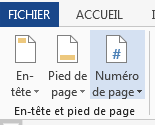 FICHIER ACCUEIL I
En-tête Pied de page Numéro de page
En-tête et pied de page